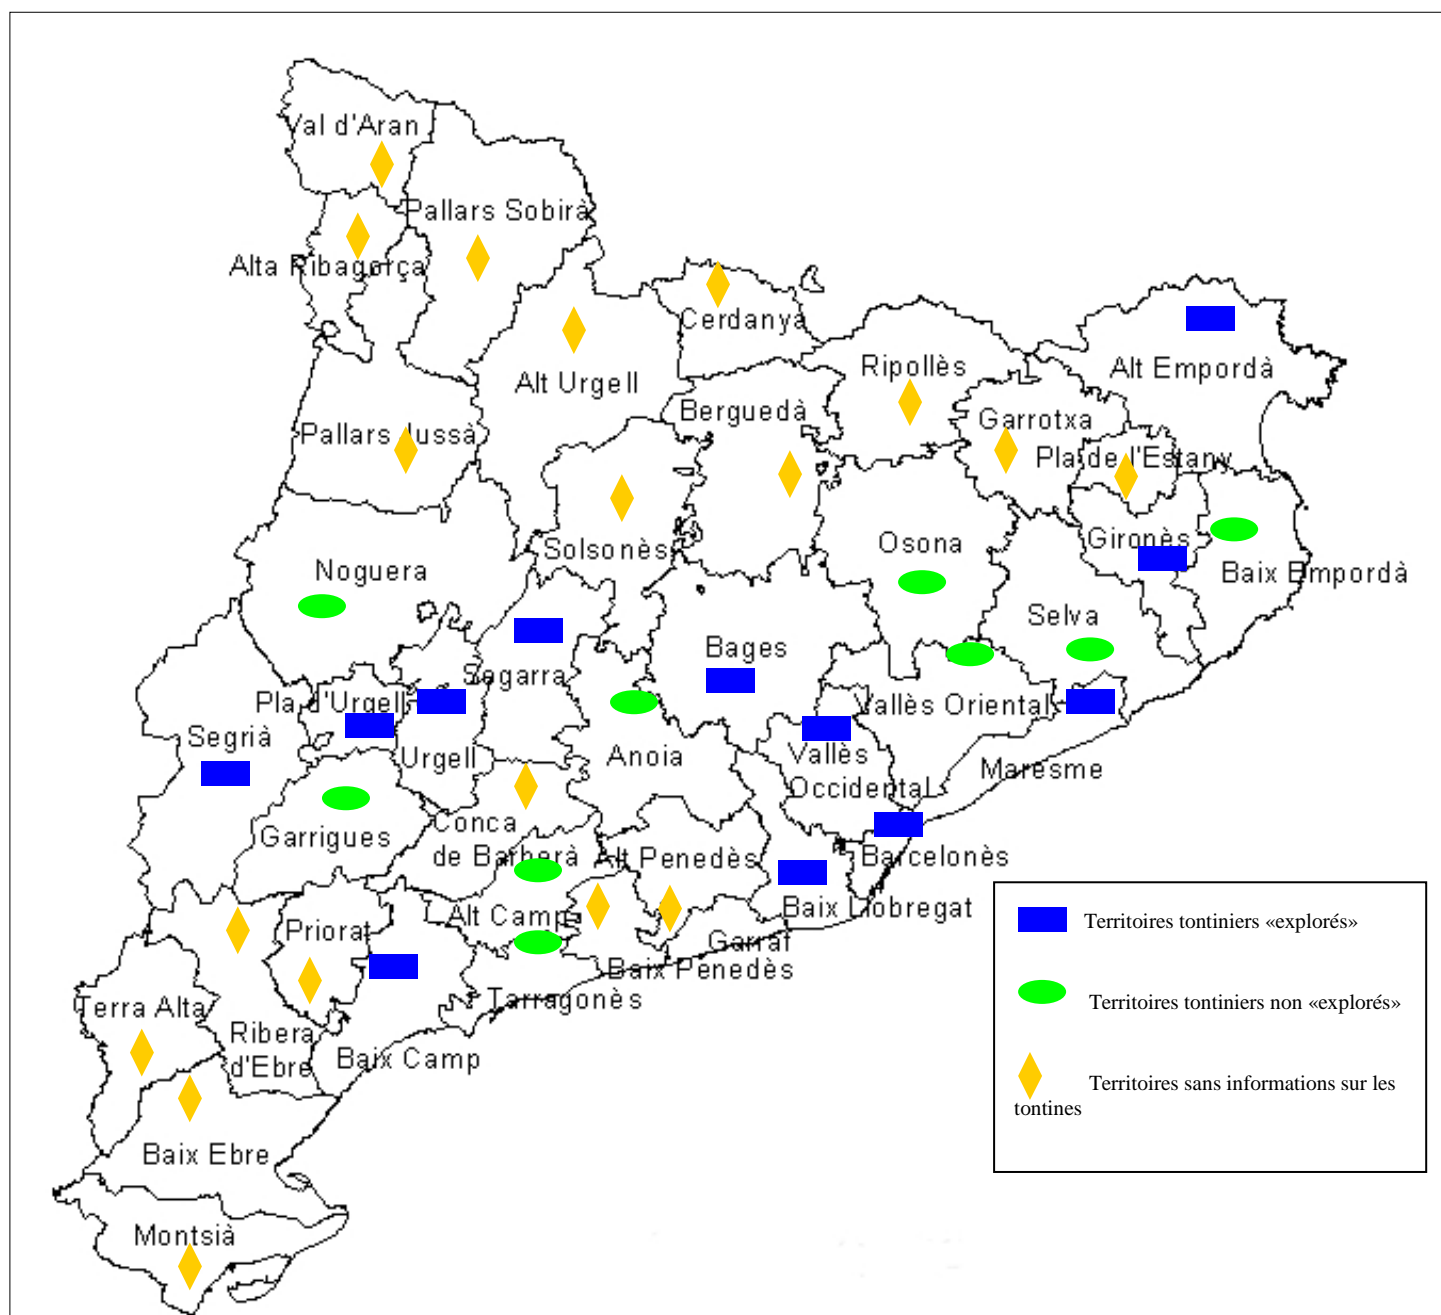 Val d'Aran
Pallars Sobirà
Alta Ribagorça
Cerdanya
Alt Empordà
Ripollès
Alt Urgell
Berguedà
Garrotxa
Pallars Jussà
Pla de l'Estany
Gironès
Osona
Solsonès
Noguera
Baix Empordà
Selva
Bages
Segarra
Pla d'Urgell
Vallès Oriental
Segrià
Urgell
Anoia
Vallès
Occidental
Maresme
Conca
de Barberà
Garrigues
Alt Penedès
Barcelonès
Baix Llobregat
Alt Camp
Priorat
Garraf
Baix Penedès
Tarragonès
Terra Alta
Ribera
d'Ebre
Baix Camp
Baix Ebre
Montsià
Territoires tontiniers «explorés»
Territoires tontiniers non «explorés»
Territoires sans informations sur les
tontines